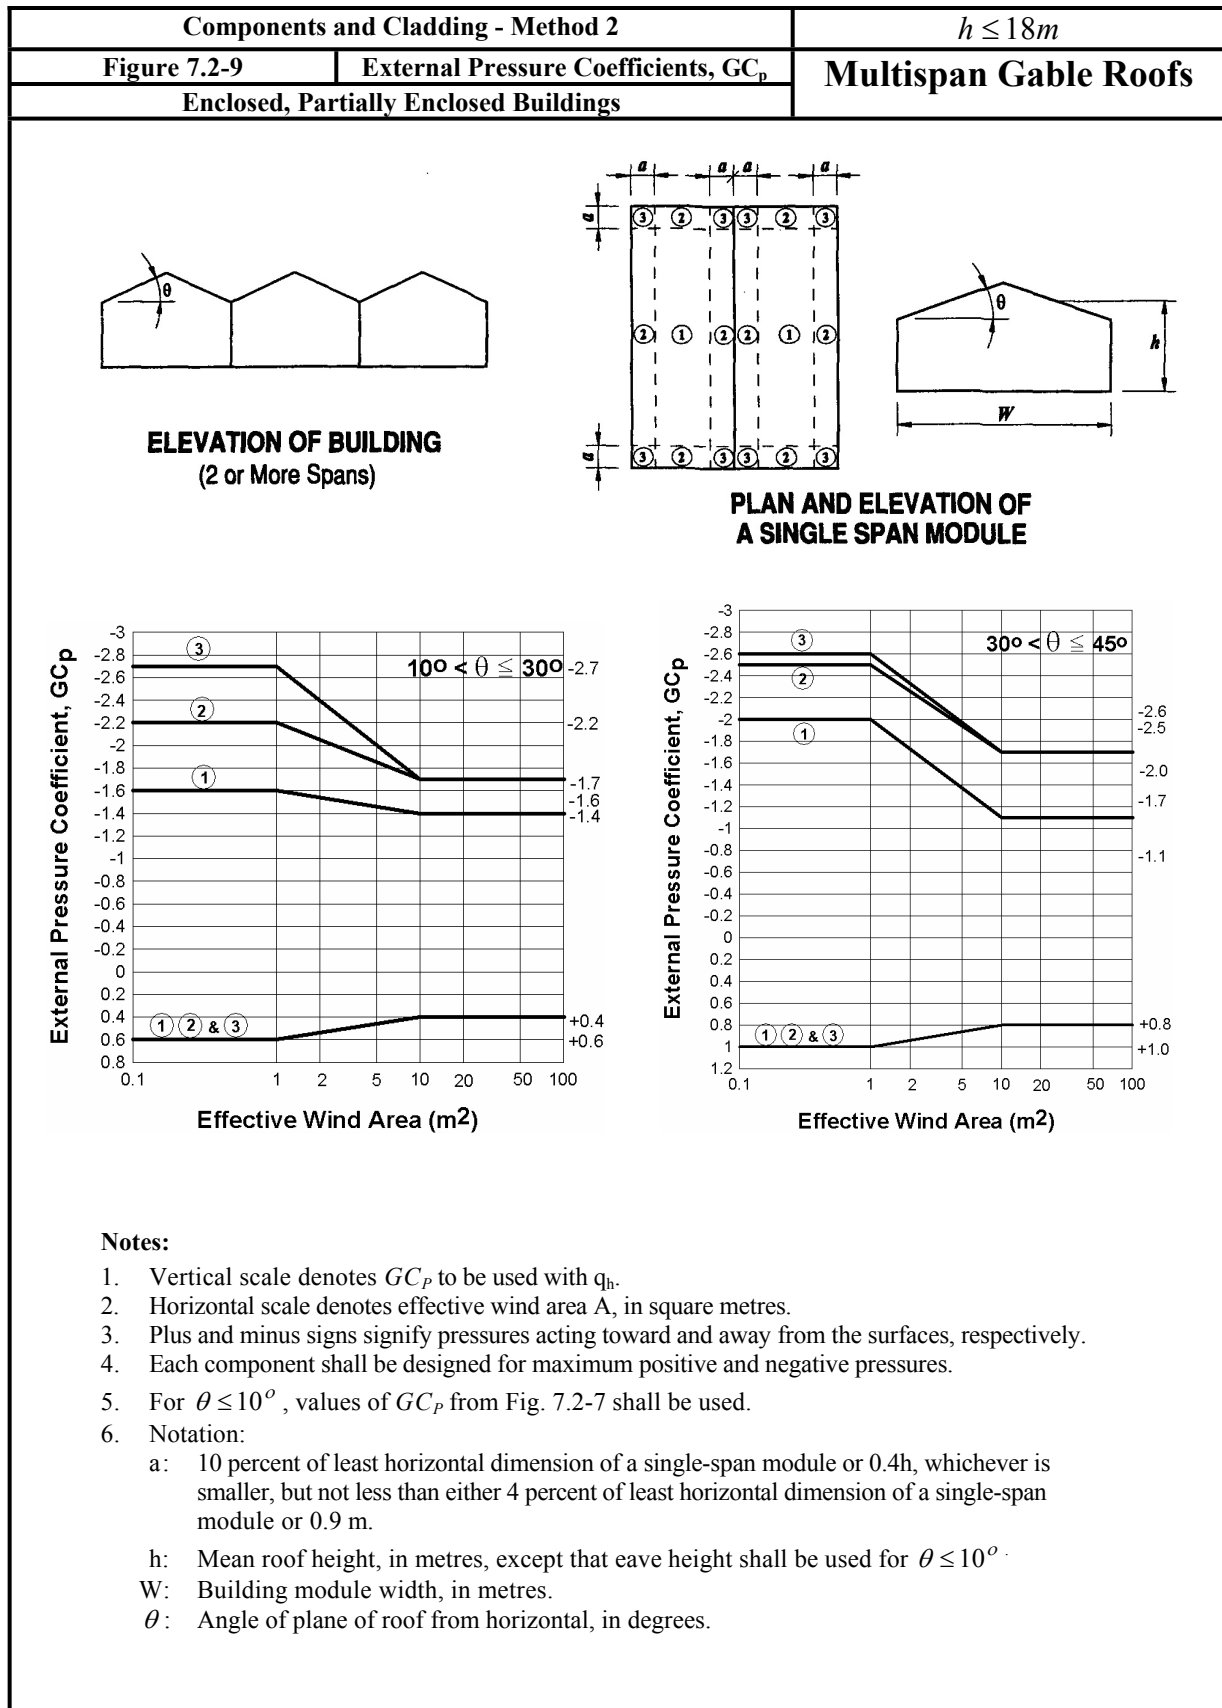 Components and Cladding - Method 2
h ≤ 18m
Figure 7.2-9
External Pressure Coefficients, GCp
Multispan Gable Roofs
Enclosed, Partially Enclosed Buildings
θ
ELEVATION OF BUILDING
(2 or More Spans)
a a a a
a
3 2 3 3 2 3
2 1 2 2 1 2
a
3 2 3 3 2 3
θ
h
W
PLAN AND ELEVATION OF
A SINGLE SPAN MODULE
External Pressure Coefficient, GCp
-3
-2.8
-2.6
-2.4
-2.2
-2
-1.8
-1.6
-1.4
-1.2
-1
-0.8
-0.6
-0.4
-0.2
0
0.2
0.4
0.6
0.8
3
2
1
1 2 & 3
10o < θ ≦ 30o
-2.7
-2.2
-1.7
-1.6
-1.4
+0.4
+0.6
0.1 1 2 5 10 20 50 100
Effective Wind Area (m2)
External Pressure Coefficient, GCp
-3
-2.8
-2.6
-2.4
-2.2
-2
-1.8
-1.6
-1.4
-1.2
-1
-0.8
-0.6
-0.4
-0.2
0
0.2
0.4
0.6
0.8
1
1.2
3
2
1
1 2 & 3
30o < θ ≦ 45o
-2.6
-2.5
-2.0
-1.7
-1.1
+0.8
+1.0
0.1 1 2 5 10 20 50 100
Effective Wind Area (m2)
Notes:
1. Vertical scale denotes GCP to be used with qh.
2. Horizontal scale denotes effective wind area A, in square metres.
3. Plus and minus signs signify pressures acting toward and away from the surfaces, respectively.
4. Each component shall be designed for maximum positive and negative pressures.
5. For θ ≤ 10o , values of GCP from Fig. 7.2-7 shall be used.
6. Notation:
a: 10 percent of least horizontal dimension of a single-span module or 0.4h, whichever is
smaller, but not less than either 4 percent of least horizontal dimension of a single-span
module or 0.9 m.
h: Mean roof height, in metres, except that eave height shall be used for θ ≤ 10o .
W: Building module width, in metres.
θ : Angle of plane of roof from horizontal, in degrees.